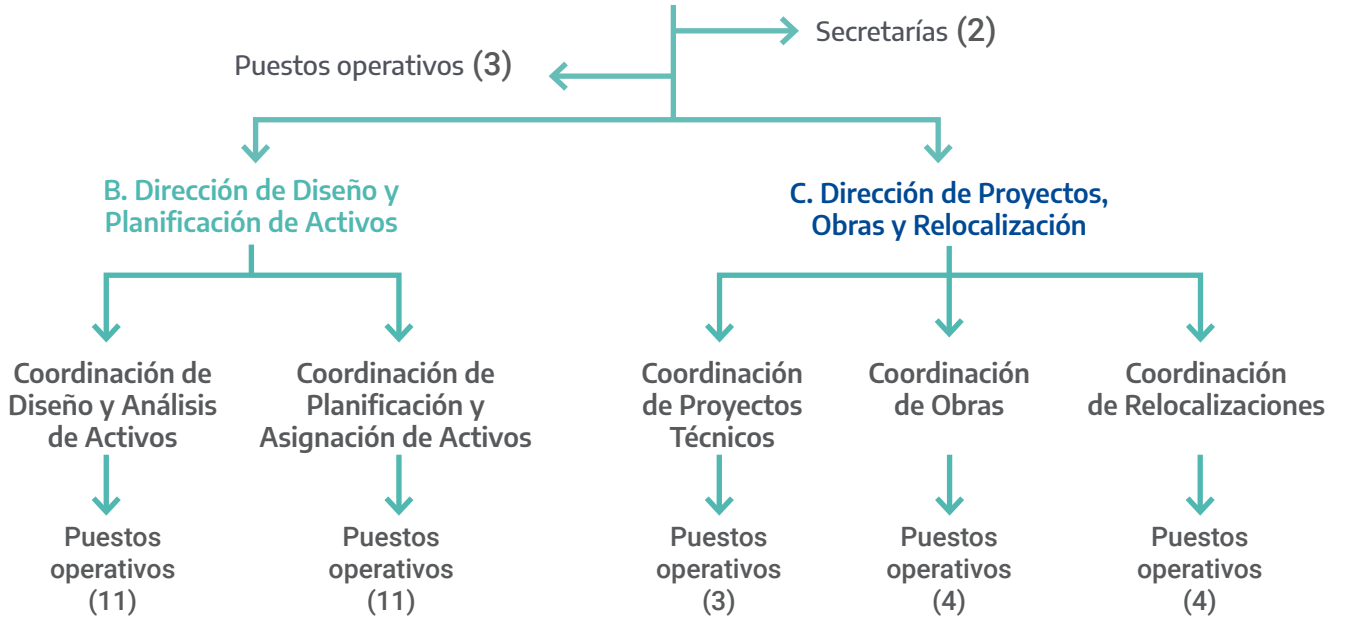 Secretarías (2)
Puestos operativos (3)
B. Dirección de Diseño y
Planificación de Activos
C. Dirección de Proyectos,
Obras y Relocalización
Coordinación de
Diseño y Análisis
de Activos
Coordinación de
Planificación y
Asignación de Activos
Coordinación
de Proyectos
Técnicos
Coordinación
de Obras
Coordinación
de Relocalizaciones
Puestos
operativos
(11)
Puestos
operativos
(11)
Puestos
operativos
(3)
Puestos
operativos
(4)
Puestos
operativos
(4)